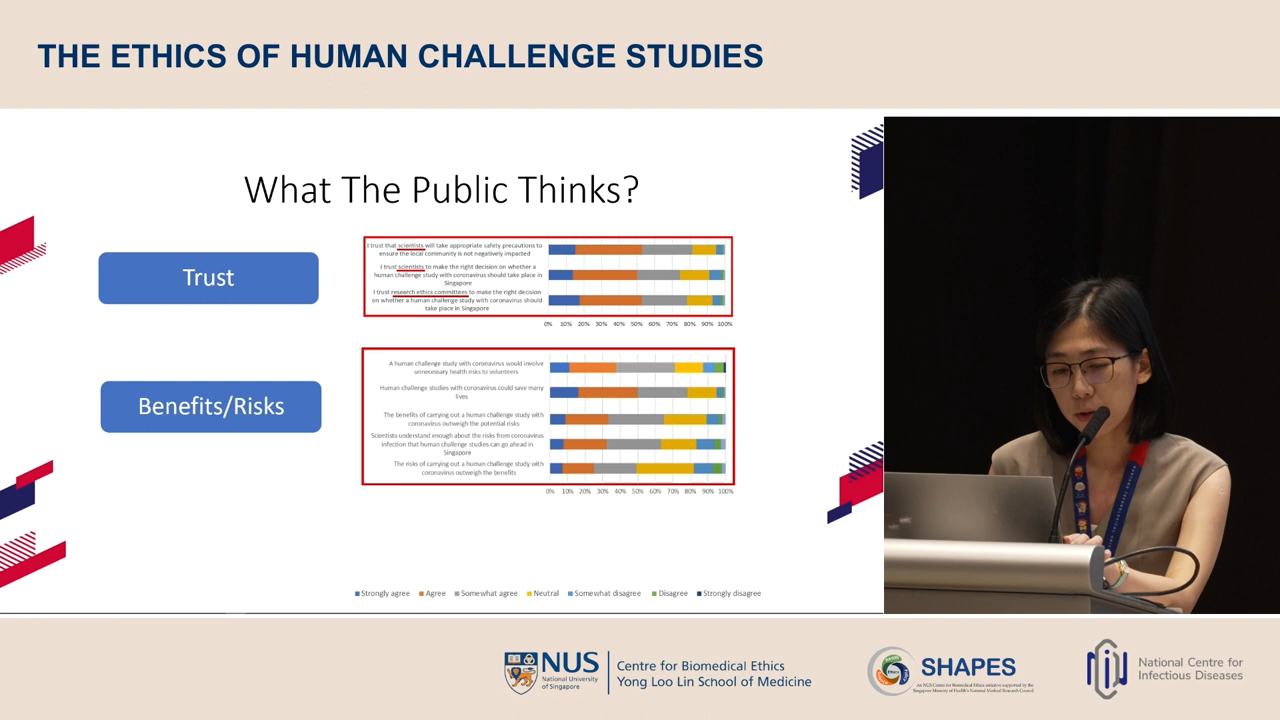 THE ETHICS OF HUMAN CHALLENGE STUDIES
What The Public Thinks?
Trust
I trust that scientists will take appropriate safety precautions to
ensure the local community is not negatively impacted
I trust scientists to make the right decision on whether a
human challenge study with coronavirus should take place in
Singapore
I trust research ethics committees to make the right decision
on whether a human challenge study with coronavirus should
take place in Singapore
0% 10% 20% 30% 40% 50% 60% 70% 80% 90% 100%
Benefits/Risks
A human challenge study with coronavirus would involve
unnecessary health risks to volunteers
Human challenge studies with coronavirus could save many
lives
The benefits of carrying out a human challenge study with
coronavirus outweigh the potential risks
Scientists understand enough about the risks from coronavirus
infection that human challenge studies can go ahead in
Singapore
The risks of carrying out a human challenge study with
coronavirus outweigh the benefits
0% 10% 20% 30% 40% 50% 60% 70% 80% 90% 100%
Strongly agree Agree Somewhat agree Neutral Somewhat disagree Disagree Strongly disagree
NUS
National University
of Singapore
Centre for Biomedical Ethics
Yong Loo Lin School of Medicine
SHAPES
An NUS Centre for Biomedical Ethics initiative supported by the
Singapore Ministry of Health's National Medical Research Council
National Centre for
Infectious Diseases